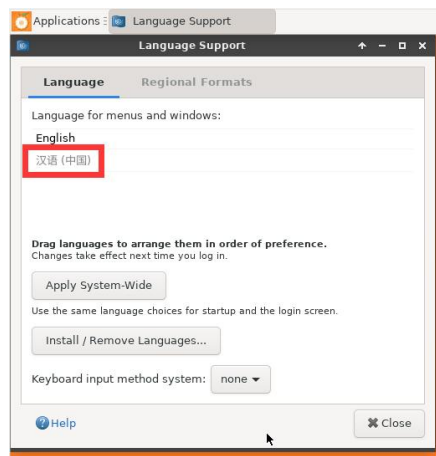 Applications
Language Support
Language Support
Language
Regional Formats
Language for menus and windows:
English
汉语 (中国)
Drag languages to arrange them in order of preference.
Changes take effect next time you log in.
Apply System-Wide
Use the same language choices for startup and the login screen.
Install / Remove Languages...
Keyboard input method system: none
Help
Close